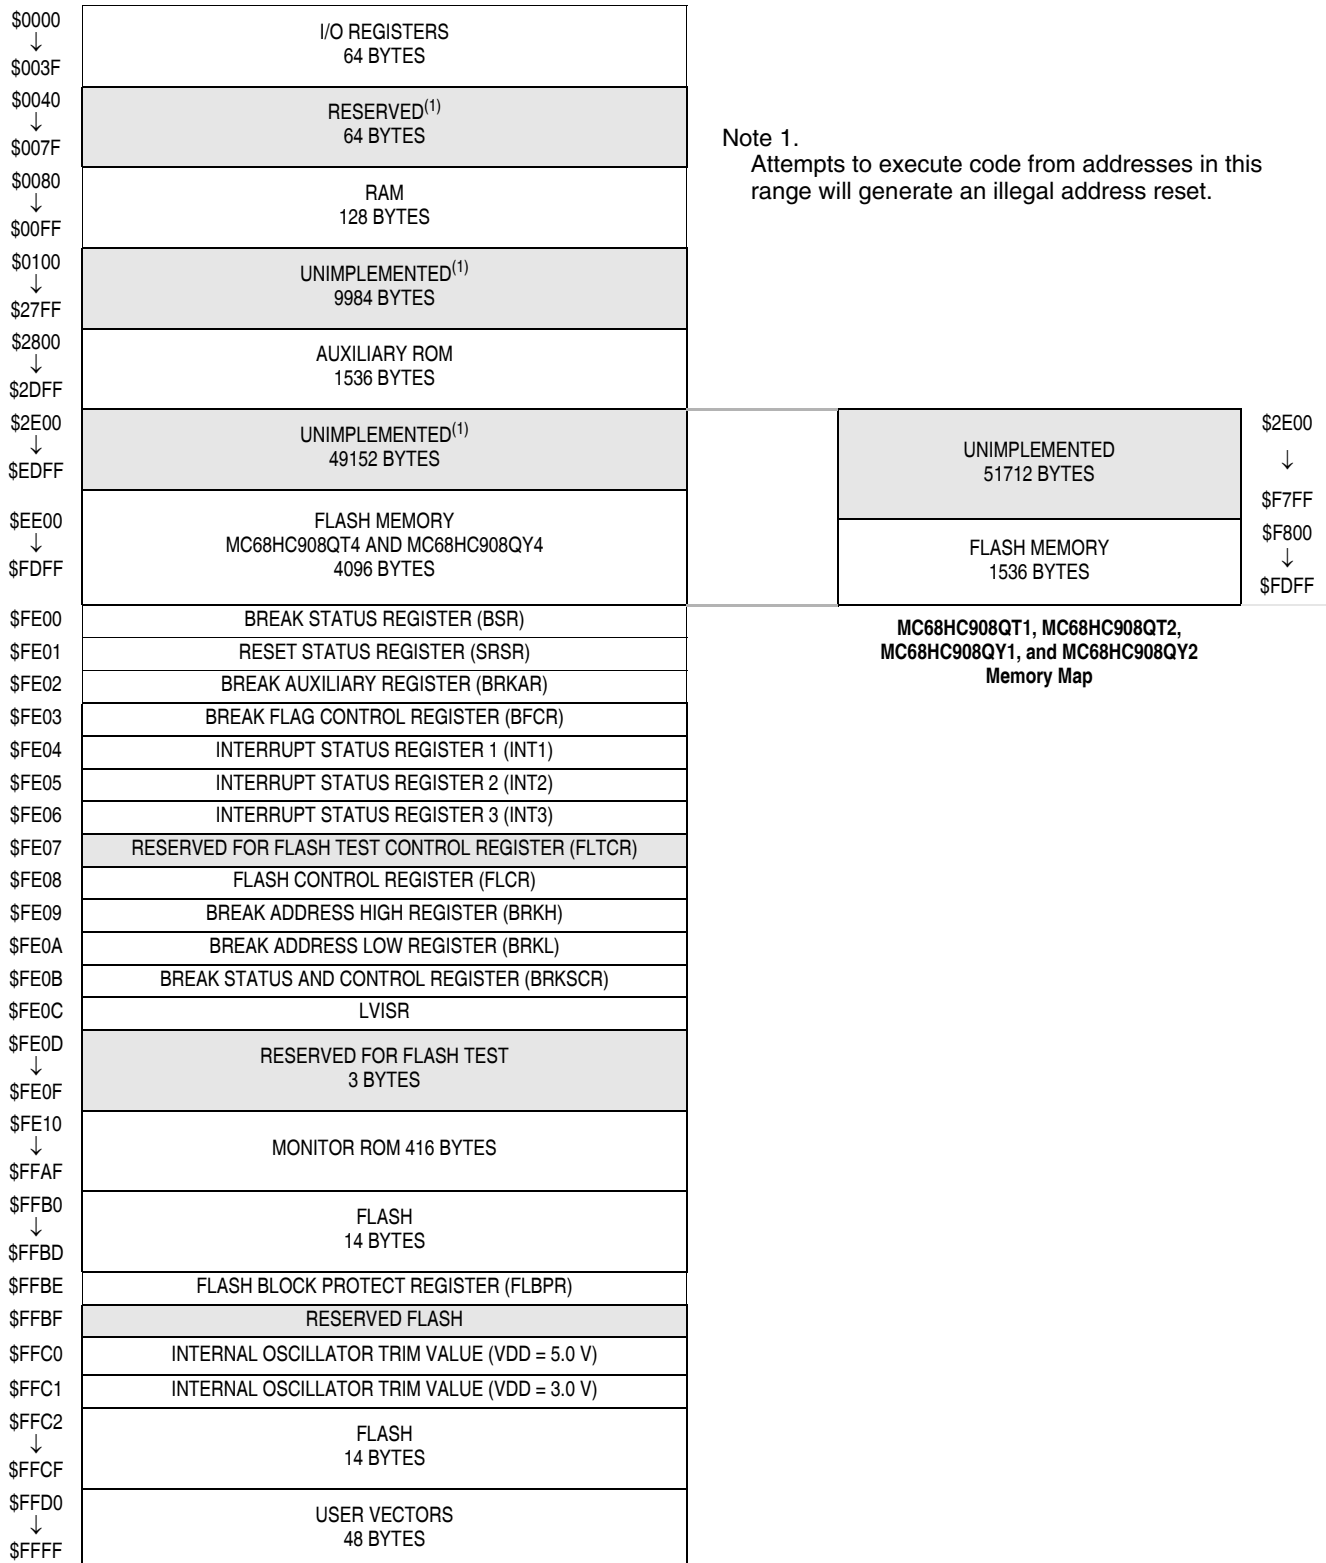 $0000
↓
$003F
I/O REGISTERS
64 BYTES
$0040
↓
$007F
RESERVED(1)
64 BYTES
Note 1.
Attempts to execute code from addresses in this
range will generate an illegal address reset.
$0080
↓
$00FF
RAM
128 BYTES
$0100
↓
$27FF
UNIMPLEMENTED(1)
9984 BYTES
$2800
↓
$2DFF
AUXILIARY ROM
1536 BYTES
$2E00
↓
$EDFF
UNIMPLEMENTED(1)
49152 BYTES
UNIMPLEMENTED
51712 BYTES
$2E00
↓
$F7FF
$EE00
↓
$FDFF
FLASH MEMORY
MC68HC908QT4 AND MC68HC908QY4
4096 BYTES
FLASH MEMORY
1536 BYTES
$F800
↓
$FDFF
MC68HC908QT1, MC68HC908QT2,
MC68HC908QY1, and MC68HC908QY2
Memory Map
$FE00 BREAK STATUS REGISTER (BSR)
$FE01 RESET STATUS REGISTER (SRSR)
$FE02 BREAK AUXILIARY REGISTER (BRKAR)
$FE03 BREAK FLAG CONTROL REGISTER (BFCR)
$FE04 INTERRUPT STATUS REGISTER 1 (INT1)
$FE05 INTERRUPT STATUS REGISTER 2 (INT2)
$FE06 INTERRUPT STATUS REGISTER 3 (INT3)
$FE07 RESERVED FOR FLASH TEST CONTROL REGISTER (FLTCR)
$FE08 FLASH CONTROL REGISTER (FLCR)
$FE09 BREAK ADDRESS HIGH REGISTER (BRKH)
$FE0A BREAK ADDRESS LOW REGISTER (BRKL)
$FE0B BREAK STATUS AND CONTROL REGISTER (BRKSCR)
$FE0C LVISR
$FE0D
↓
$FE0F
RESERVED FOR FLASH TEST
3 BYTES
$FE10
↓
$FFAF
MONITOR ROM 416 BYTES
$FFB0
↓
$FFBD
FLASH
14 BYTES
$FFBE FLASH BLOCK PROTECT REGISTER (FLBPR)
$FFBF RESERVED FLASH
$FFC0 INTERNAL OSCILLATOR TRIM VALUE (VDD = 5.0 V)
$FFC1 INTERNAL OSCILLATOR TRIM VALUE (VDD = 3.0 V)
$FFC2
↓
$FFCF
FLASH
14 BYTES
$FFD0
↓
$FFFF
USER VECTORS
48 BYTES